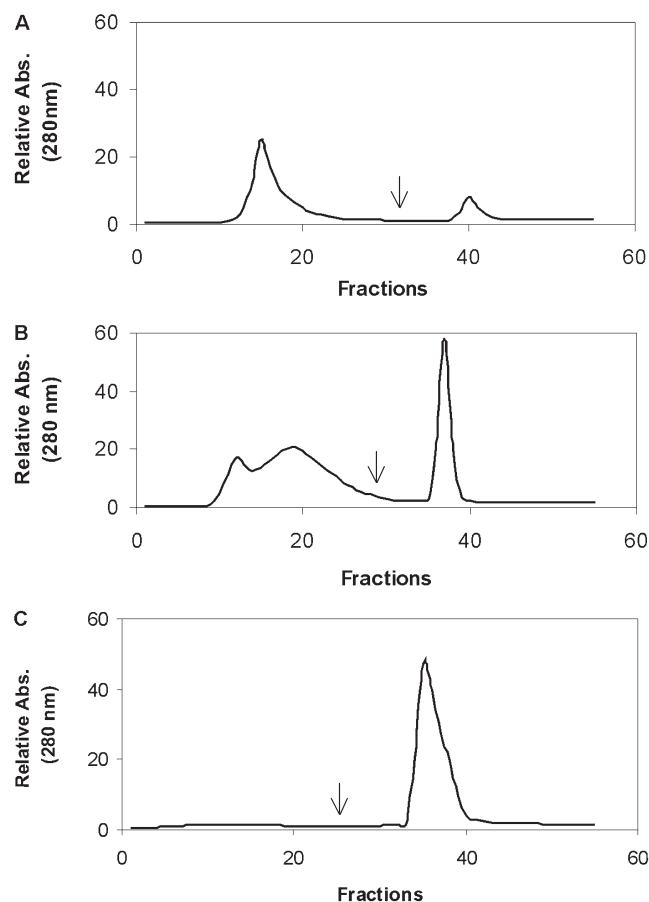 A
Relative Abs.
(280nm)
60
40
20
0
0 20 40 60
Fractions
B
Relative Abs.
(280 nm)
60
40
20
0
0 20 40 60
Fractions
C
Relative Abs.
(280 nm)
60
40
20
0
0 20 40 60
Fractions